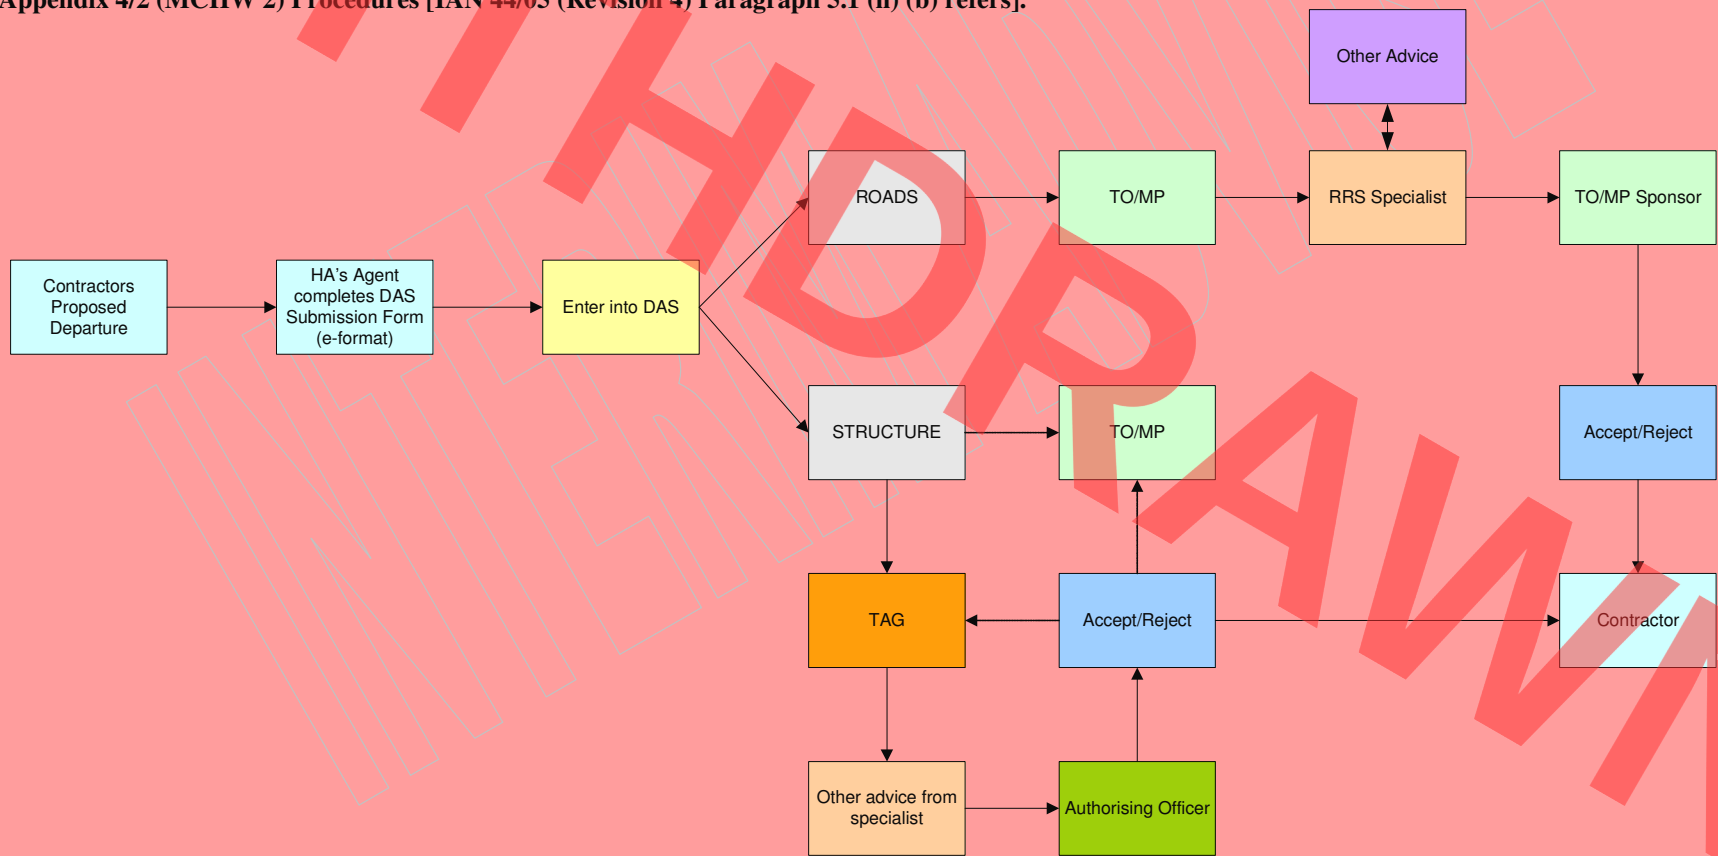 Appendix 4/2 (MCHW 2) Procedures [IAN 44/05 (Revision 4) Paragraph 5.1 (ii) (b) refers].
Other Advice
ROADS
TO/MP
RRS Specialist
TO/MP Sponsor
Contractors
Proposed
Departure
HA's Agent
completes DAS
Submission Form
(e-format)
Enter into DAS
STRUCTURE
TO/MP
Accept/Reject
TAG
Accept/Reject
Contractor
Other advice from
specialist
Authorising Officer
THDRAWN